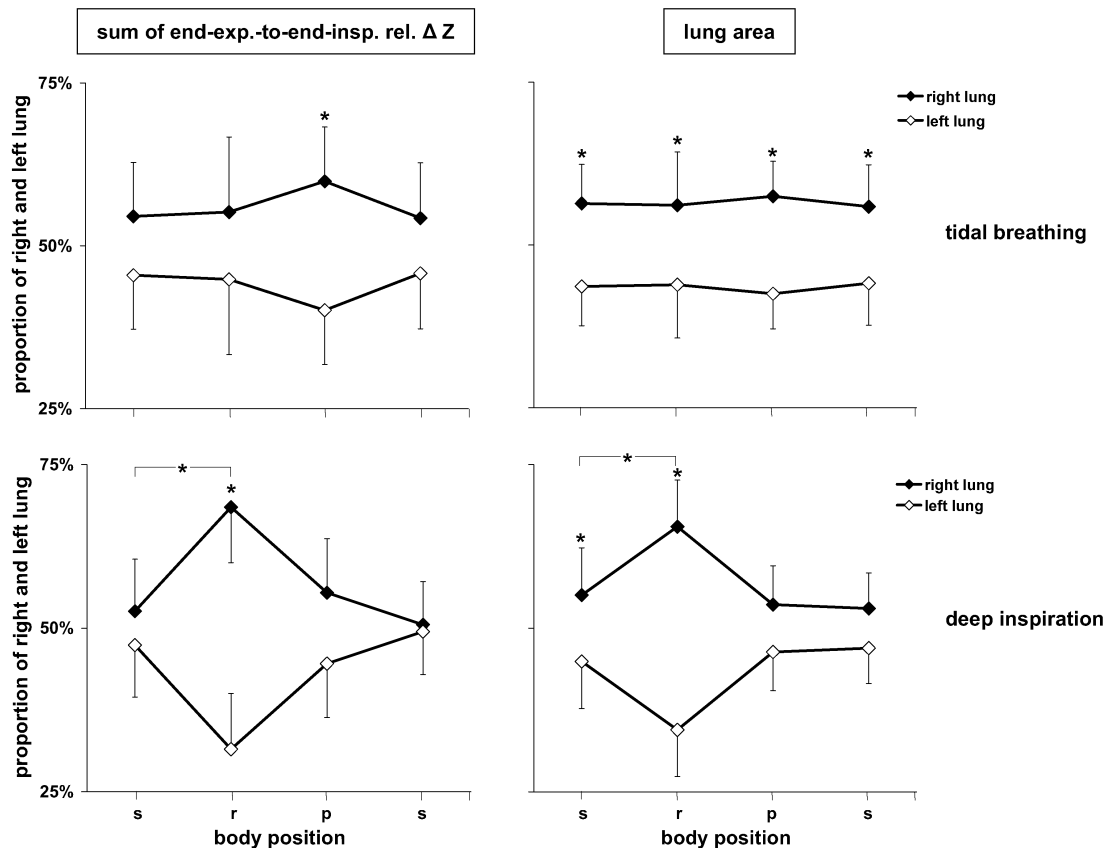 sum of end-exp.-to-end-insp. rel. Δ Z
lung area
proportion of right and left lung
75%
50%
25%
*
* * * *
right lung
left lung
tidal breathing
proportion of right and left lung
75%
50%
25%
*
*
*
*
*
right lung
left lung
deep inspiration
s r p s
body position
s r p s
body position